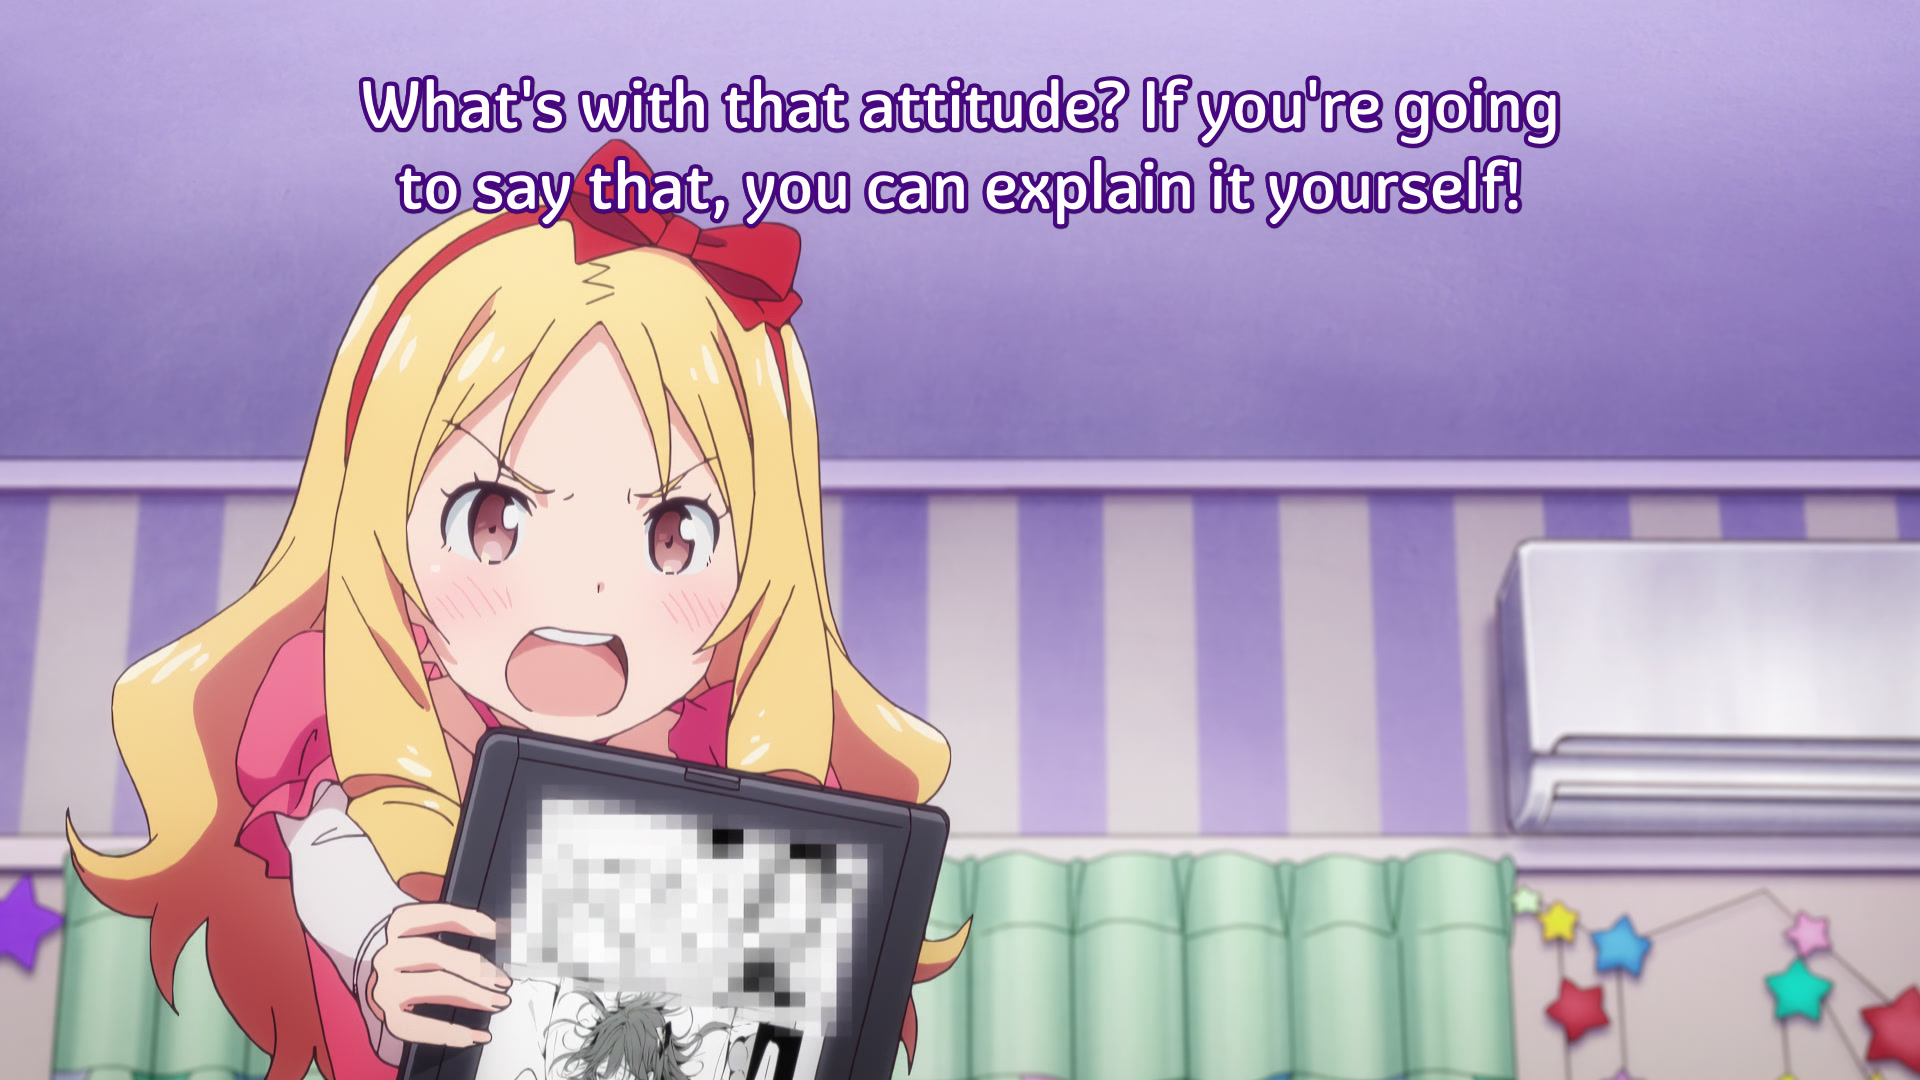 What's with that attitude? If you're going
to say that, you can explain it yourself!